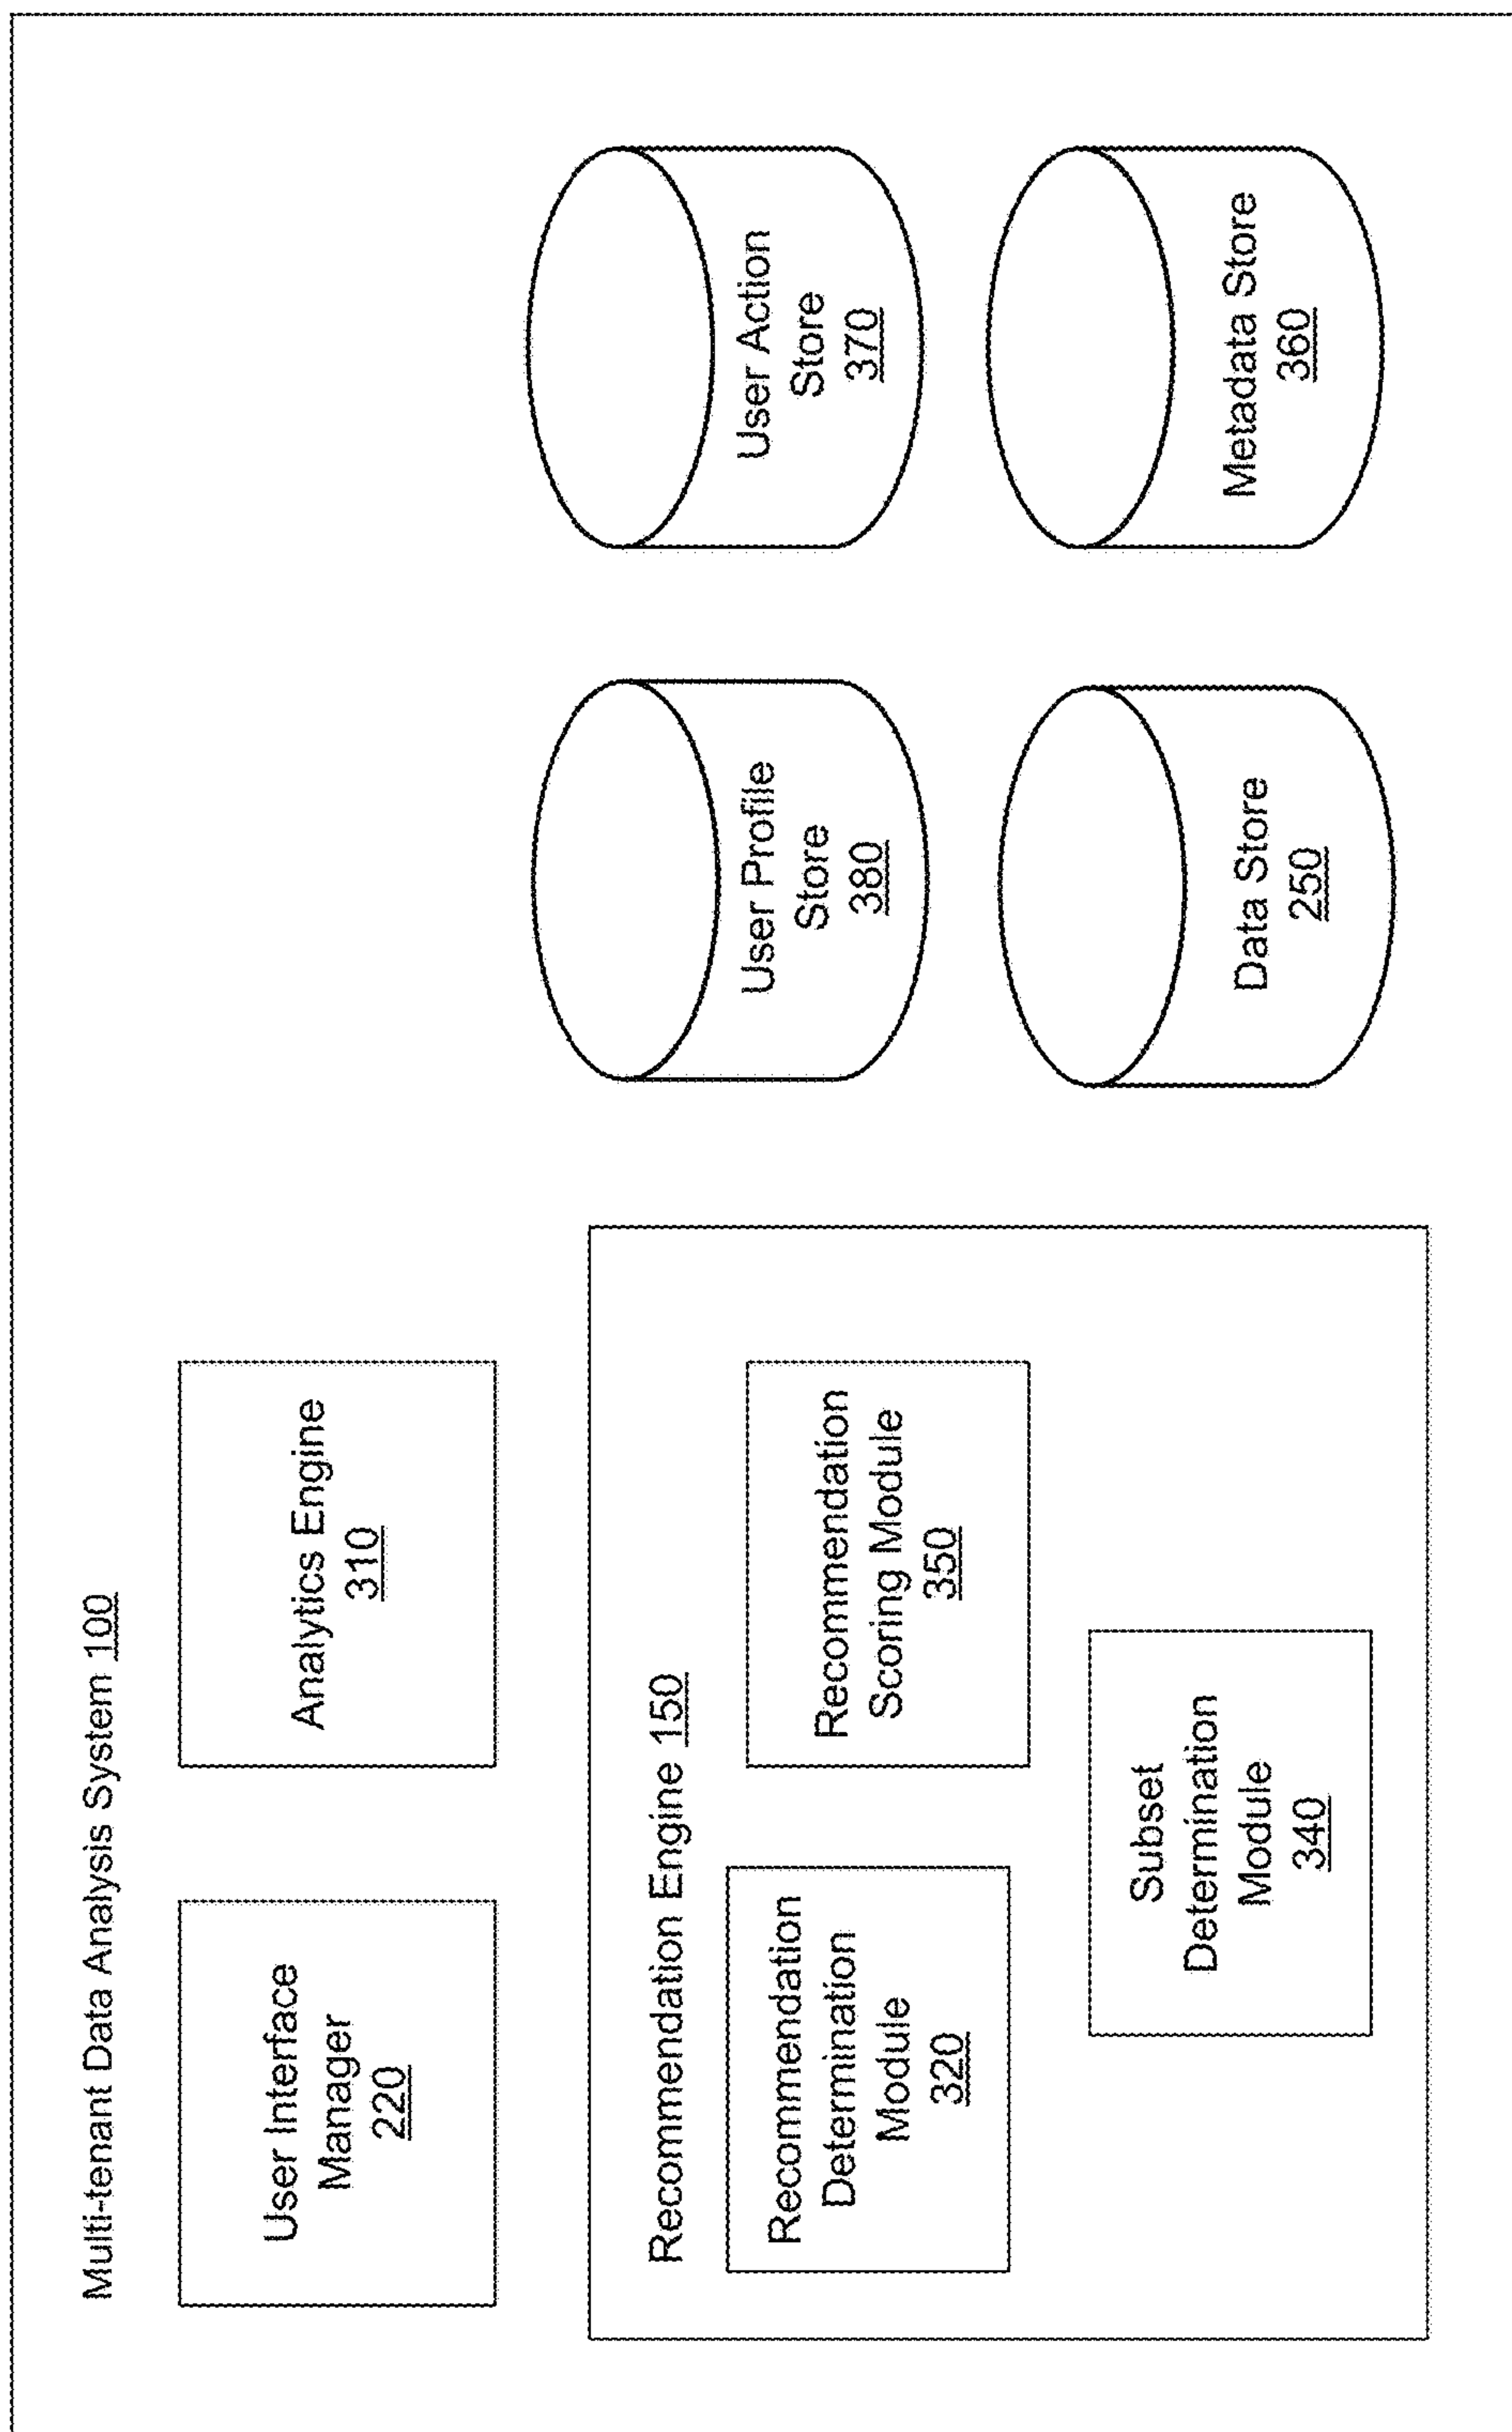 Multi-tenant Data Analysis System 100
User Interface
Manager
220
Analytics Engine
310
Recommendation Engine 150
Recommendation
Determination
Module
320
Recommendation
Scoring Module
350
Subset
Determination
Module
340
User Profile
Store
380
User Action
Store
370
Data Store
250
Metadata Store
360